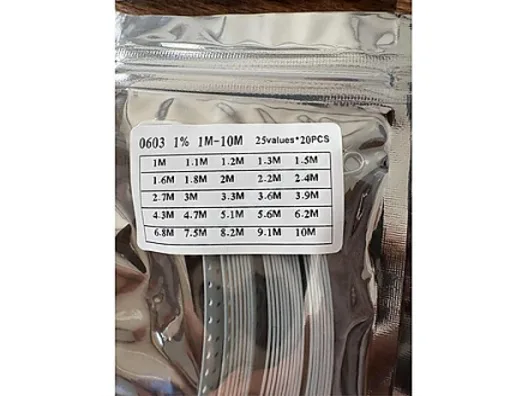 0603 1% 1M-10M 25values*20PCS
1M 1.1M 1.2M 1.3M 1.5M
1.6M 1.8M 2M 2.2M 2.4M
2.7M 3M 3.3M 3.6M 3.9M
4.3M 4.7M 5.1M 5.6M 6.2M
6.8M 7.5M 8.2M 9.1M 10M